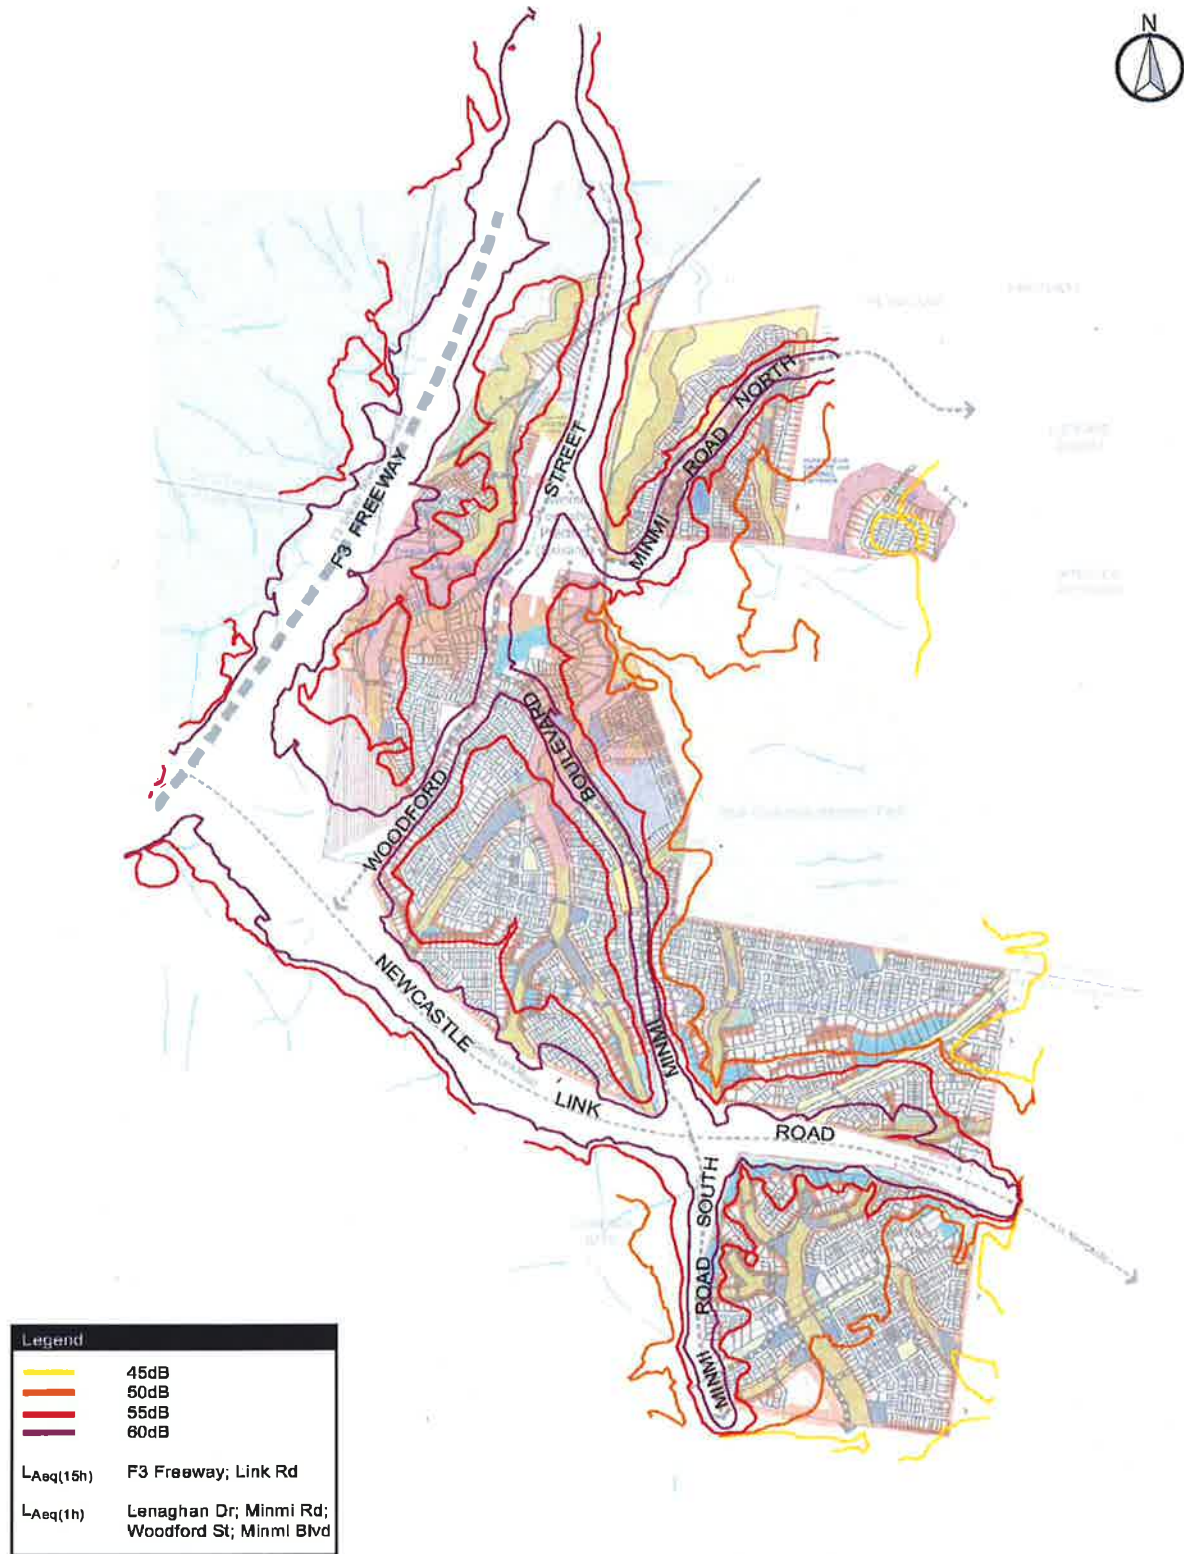 N
F3 FREEWAY
STREET
MINMI ROAD NORTH
WOODFORD
BOULEVARD
MINMI
NEWCASTLE LINK ROAD
MINMI ROAD SOUTH
Legend
45dB
50dB
55dB
60dB
LAeq(15h) F3 Freeway; Link Rd
LAeq(1h) Lenaghan Dr; Minmi Rd;
Woodford St; Minmi Blvd